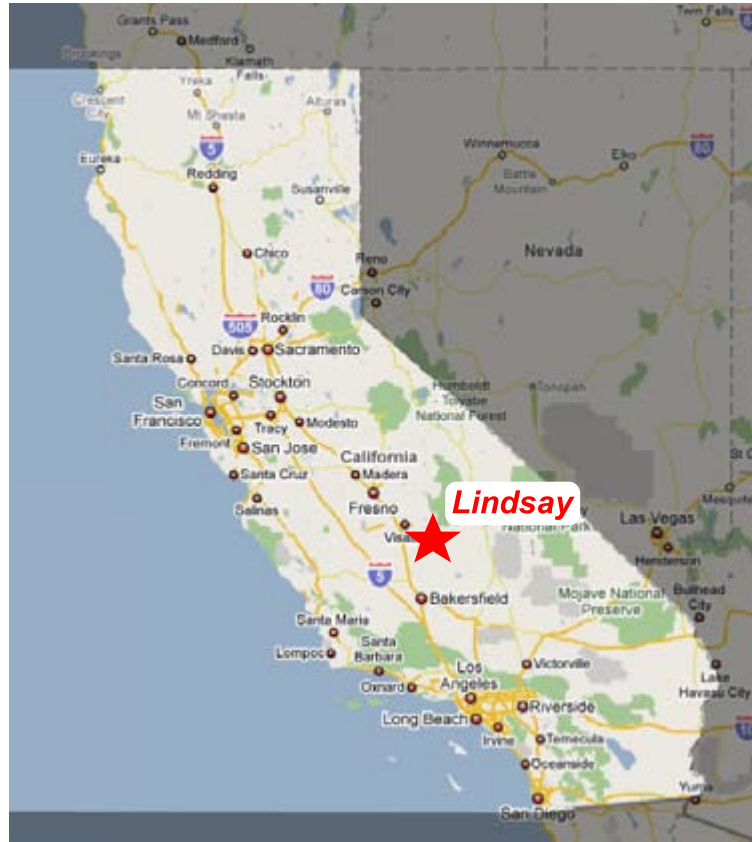 Grants Pass
Medford
Twin Falls
Brookings
Klamath
Falls
Crescent
City
Yreka
Alturas
Mt Shasta
5
Winnemucca
80
Eureka
Elko
Redding
Battle
Mountain
Susanville
Chico
Nevada
Reno
80
Carson City
Rocklin
505
Davis
Sacramento
Santa Rosa
Concord
Stockton
Humboldt
- Toiyabe
National Forest
Tonopah
San
Francisco
Tracy
Modesto
Fremont
San Jose
California
St G
Santa Cruz
Madera
Mesquite
Salinas
Fresno
Lindsay
National Park
Las Vegas
Visa
Henderson
5
Bakersfield
Mojave National
Preserve
Bullhead
City
Santa Maria
Lompoc
Santa
Barbara
Victorville
Los
Angeles
Lake
Havasu City
Oxnard
Riverside
Long Beach
Irvine
Temecula
10
Oceanside
Yuma
San Diego